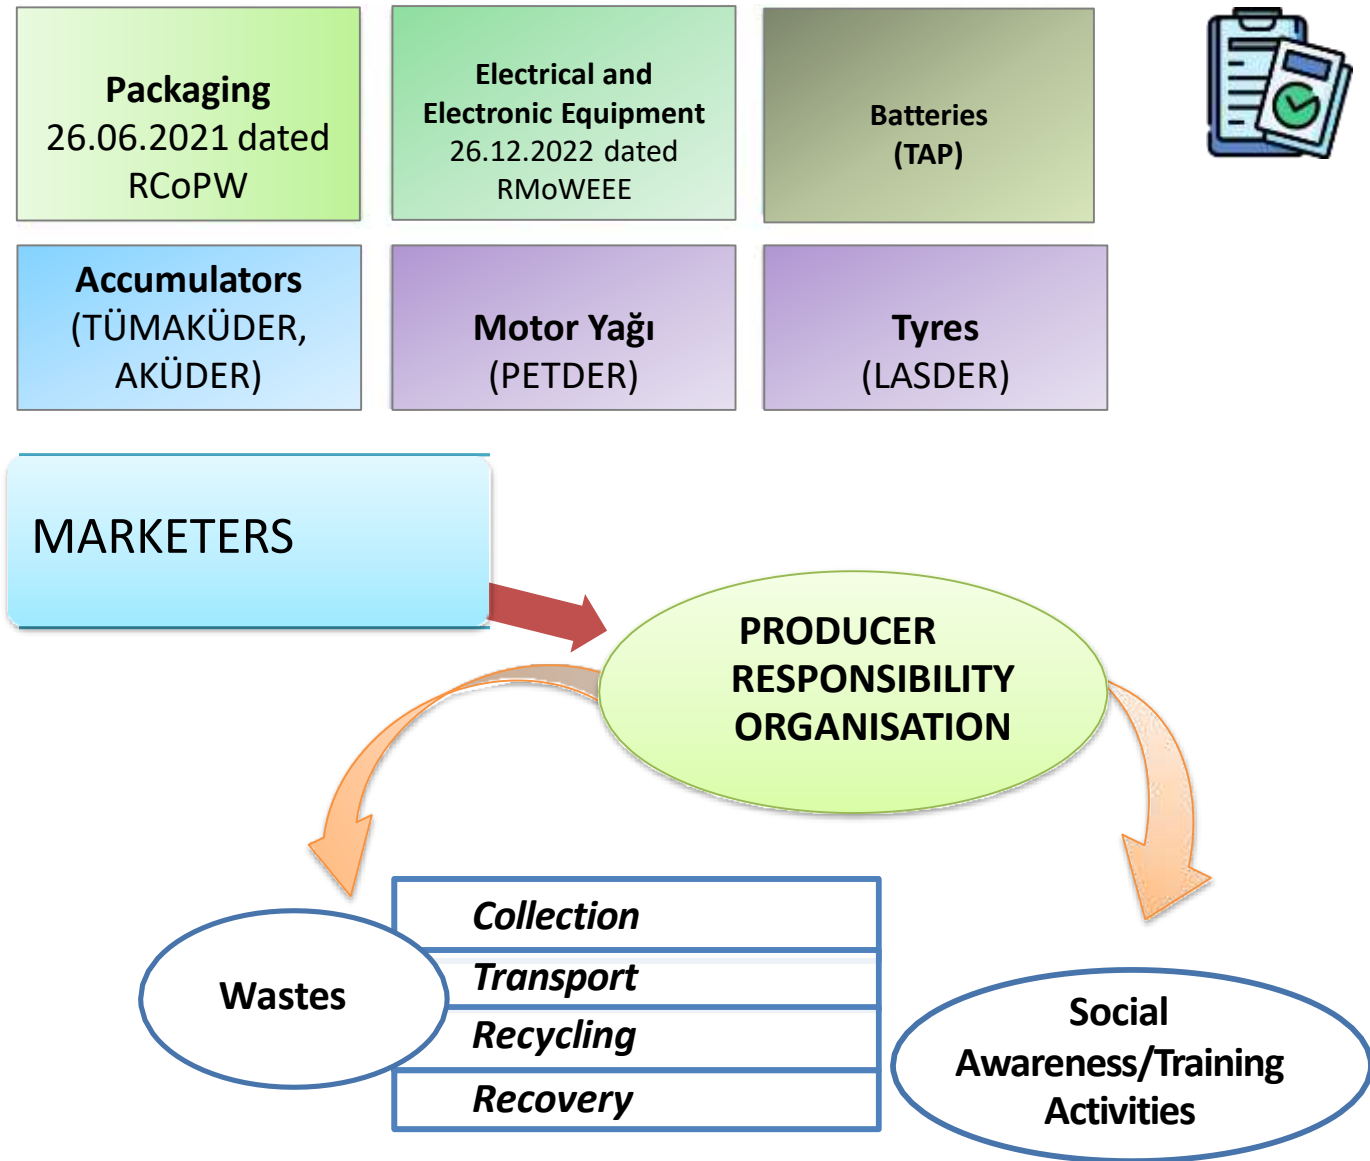 Packaging
26.06.2021 dated
RCoPW
Electrical and
Electronic Equipment
26.12.2022 dated
RMoWEEE
Batteries
(TAP)
Accumulators
(TÜMAKÜDER,
AKÜDER)
Motor Yağı
(PETDER)
Tyres
(LASDER)
MARKETERS
PRODUCER
RESPONSIBILITY
ORGANISATION
Wastes
Collection
Transport
Recycling
Recovery
Social
Awareness/Training
Activities